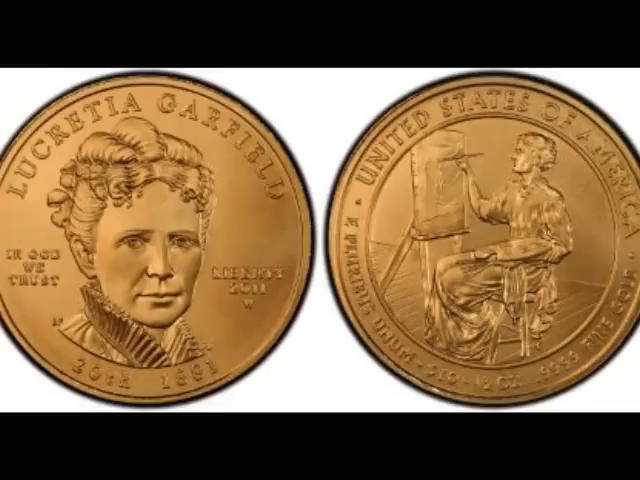 LUCRETIA GARFIELD
IN GOD
WE
TRUST
LIBERTY
2011
W
20th 1881
UNITED STATES OF AMERICA
E PLURIBUS UNUM · $10 · 1/2 OZ. .9999 FINE GOLD